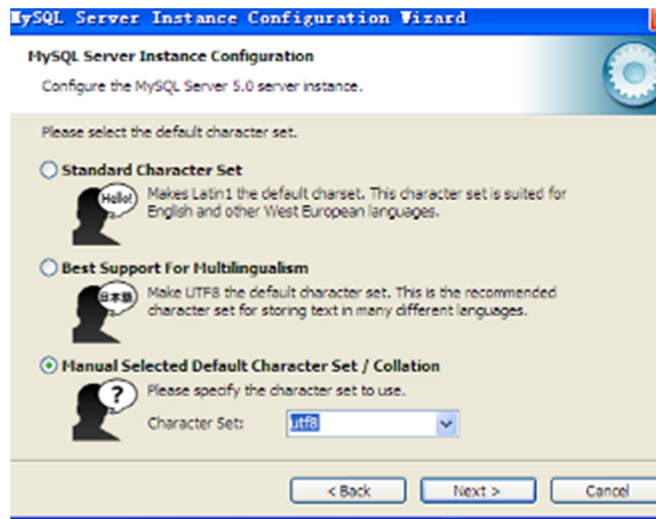 MySQL Server Instance Configuration Wizard
MySQL Server Instance Configuration
Configure the MySQL Server 5.0 server instance.
Please select the default character set.
Standard Character Set
Hello!
Makes Latin1 the default charset. This character set is suited for
English and other West European languages.
Best Support For Multilingualism
日本語
Make UTF8 the default character set. This is the recommended
character set for storing text in many different languages.
Manual Selected Default Character Set / Collation
?
Please specify the character set to use.
Character Set:
utf8
< Back
Next >
Cancel